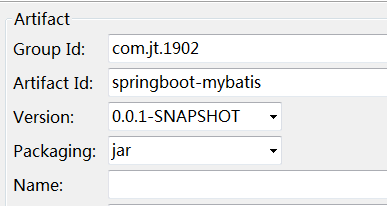 Artifact
Group Id: com.jt.1902
Artifact Id: springboot-mybatis
Version: 0.0.1-SNAPSHOT
Packaging: jar
Name: